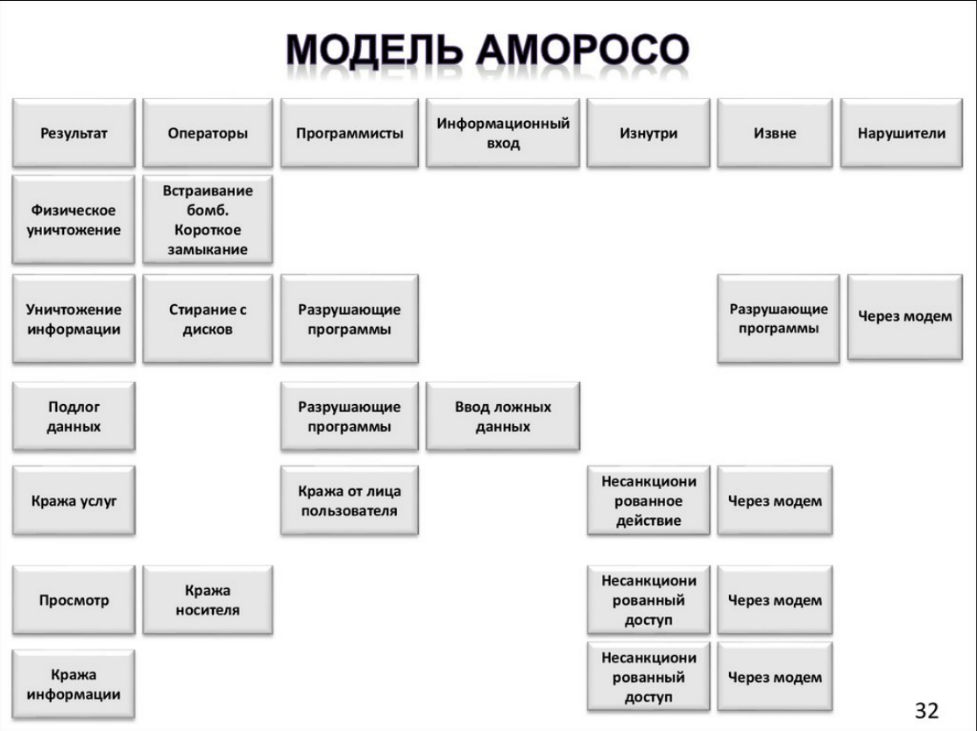 МОДЕЛЬ АМОРОСО
Результат
Операторы
Программисты
Информационный
вход
Изнутри
Извне
Нарушители
Физическое
уничтожение
Встраивание
бомб.
Короткое
замыкание
Уничтожение
информации
Стирание с
дисков
Разрушающие
программы
Разрушающие
программы
Через модем
Подлог
данных
Разрушающие
программы
Ввод ложных
данных
Кража услуг
Кража от лица
пользователя
Несанкциони
рованное
действие
Через модем
Просмотр
Кража
носителя
Несанкциони
рованный
доступ
Через модем
Кража
информации
Несанкциони
рованный
доступ
Через модем
32